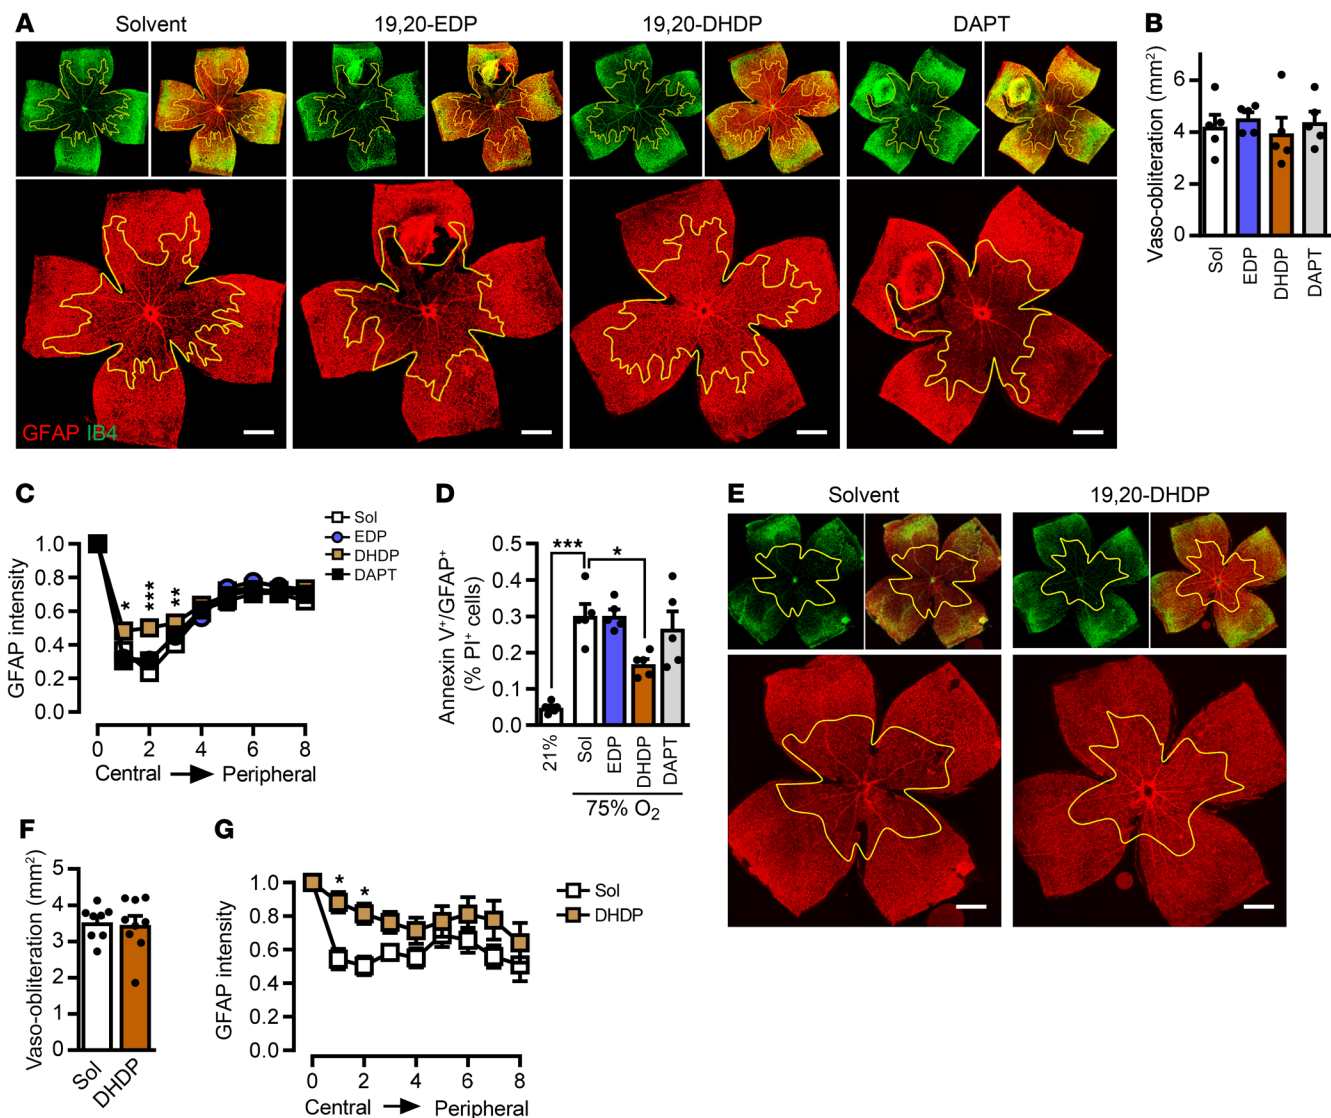 A
Solvent
19,20-EDP
19,20-DHDP
DAPT
GFAP IB4
B
Vaso-obliteration (mm²)
6
4
2
0
Sol
EDP
DHDP
DAPT
C
Sol
EDP
DHDP
DAPT
GFAP intensity
1.0
0.8
0.6
0.4
0.2
0.0
* *** **
0 2 4 6 8
Central → Peripheral
D
Annexin V⁺/GFAP⁺
(% PI⁺ cells)
0.5
0.4
0.3
0.2
0.1
0.0
*** *
21%
Sol
EDP
DHDP
DAPT
75% O₂
E
Solvent
19,20-DHDP
F
Vaso-obliteration (mm²)
5
4
3
2
1
0
Sol
DHDP
G
GFAP intensity
1.0
0.8
0.6
0.4
0.2
0.0
* *
Sol
DHDP
0 2 4 6 8
Central → Peripheral